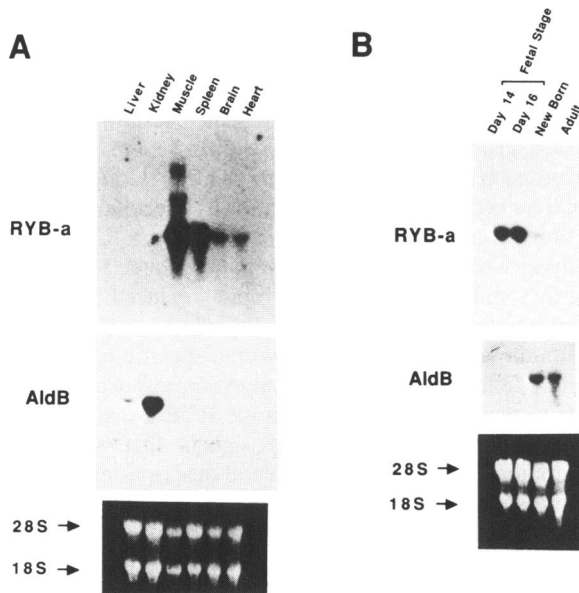 A
Liver
Kidney
Muscle
Spleen
Brain
Heart
RYB-a
AldB
28S →
18S →
B
Fetal Stage
Day 14
Day 16
New Born
Adult
RYB-a
AldB
28S →
18S →